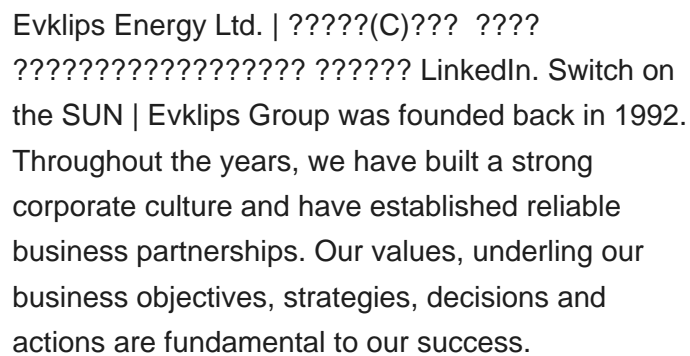 Evklips Energy Ltd. | ?????(C)??? ????
?????????????????? ?????? LinkedIn. Switch on
the SUN | Evklips Group was founded back in 1992.
Throughout the years, we have built a strong
corporate culture and have established reliable
business partnerships. Our values, underling our
business objectives, strategies, decisions and
actions are fundamental to our success.